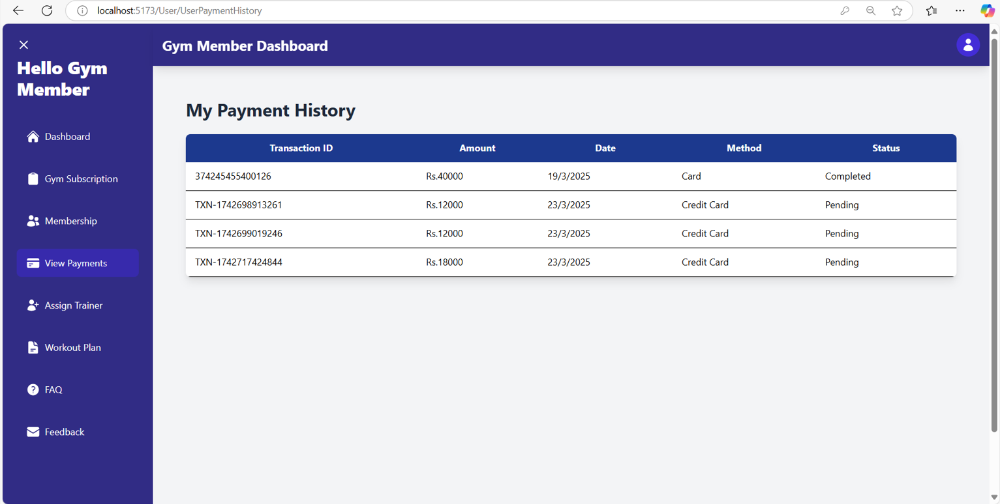 localhost:5173/User/UserPaymentHistory
Hello Gym
Member
Dashboard
Gym Subscription
Membership
View Payments
Assign Trainer
Workout Plan
FAQ
Feedback
Gym Member Dashboard
My Payment History
Transaction ID Amount Date Method Status
374245455400126 Rs.40000 19/3/2025 Card Completed
TXN-1742698913261 Rs.12000 23/3/2025 Credit Card Pending
TXN-1742699019246 Rs.12000 23/3/2025 Credit Card Pending
TXN-1742717424844 Rs.18000 23/3/2025 Credit Card Pending